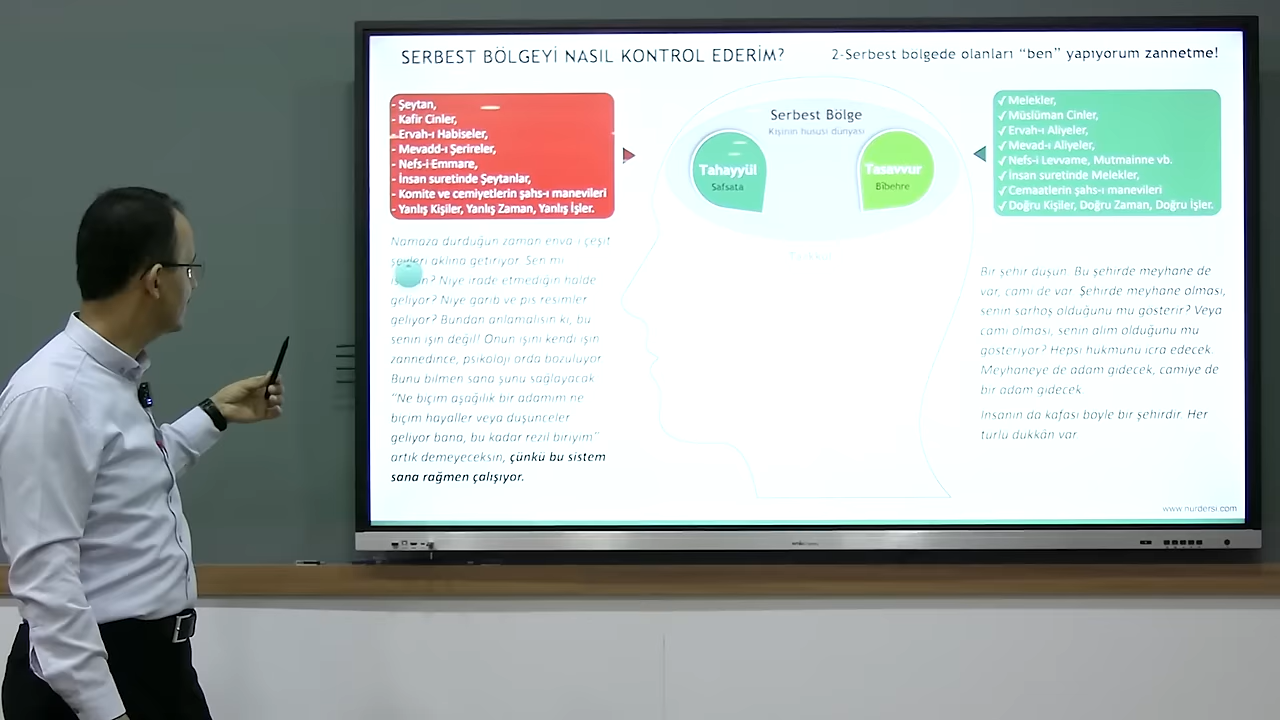 SERBEST BÖLGEYİ NASIL KONTROL EDERİM?
2-Serbest bölgede olanları “ben” yapıyorum zannetme!
- Şeytan,
- Kafir Cinler,
- Ervah-ı Habiseler,
- Mevadd-ı Şerireler,
- Nefs-i Emmare,
- İnsan suretinde Şeytanlar,
- Komite ve cemiyetlerin şahs-ı manevileri
- Yanlış Kişiler, Yanlış Zaman, Yanlış İşler.
Serbest Bölge
Kişinin hususi dünyası
Tahayyül
Safsata
Tasavvur
Bîbehre
✓ Melekler,
✓ Müslüman Cinler,
✓ Ervah-ı Aliyeler,
✓ Mevad-ı Aliyeler,
✓ Nefs-i Levvame, Mutmainne vb.
✓ İnsan suretinde Melekler,
✓ Cemaatlerin şahs-ı manevileri
✓ Doğru Kişiler, Doğru Zaman, Doğru İşler.
Namaza durduğun zaman enva-ı çeşit
şeyleri aklına getiriyor. Sen mi
Niye irade etmediğin halde
geliyor? Niye garib ve pis resimler
geliyor? Bundan anlamalısın ki, bu
senin işin değil! Onun işini kendi işin
zannedince, psikoloji orda bozuluyor.
Bunu bilmen sana şunu sağlayacak
“Ne biçim aşağılık bir adamım ne
biçim hayaller veya düşünceler
geliyor bana, bu kadar rezil biriyim”
artık demeyeceksin, çünkü bu sistem
sana rağmen çalışıyor.
Bir şehir düşün. Bu şehirde meyhane de
var, cami de var. Şehirde meyhane olması,
senin sarhoş olduğunu mu gösterir? Veya
cami olması, senin alim olduğunu mu
gösteriyor? Hepsi hükmünü icra edecek.
Meyhaneye de adam gidecek, camiye de
bir adam gidecek.
İnsanın da kafası böyle bir şehirdir. Her
türlü dükkân var.
www.nurdersi.com